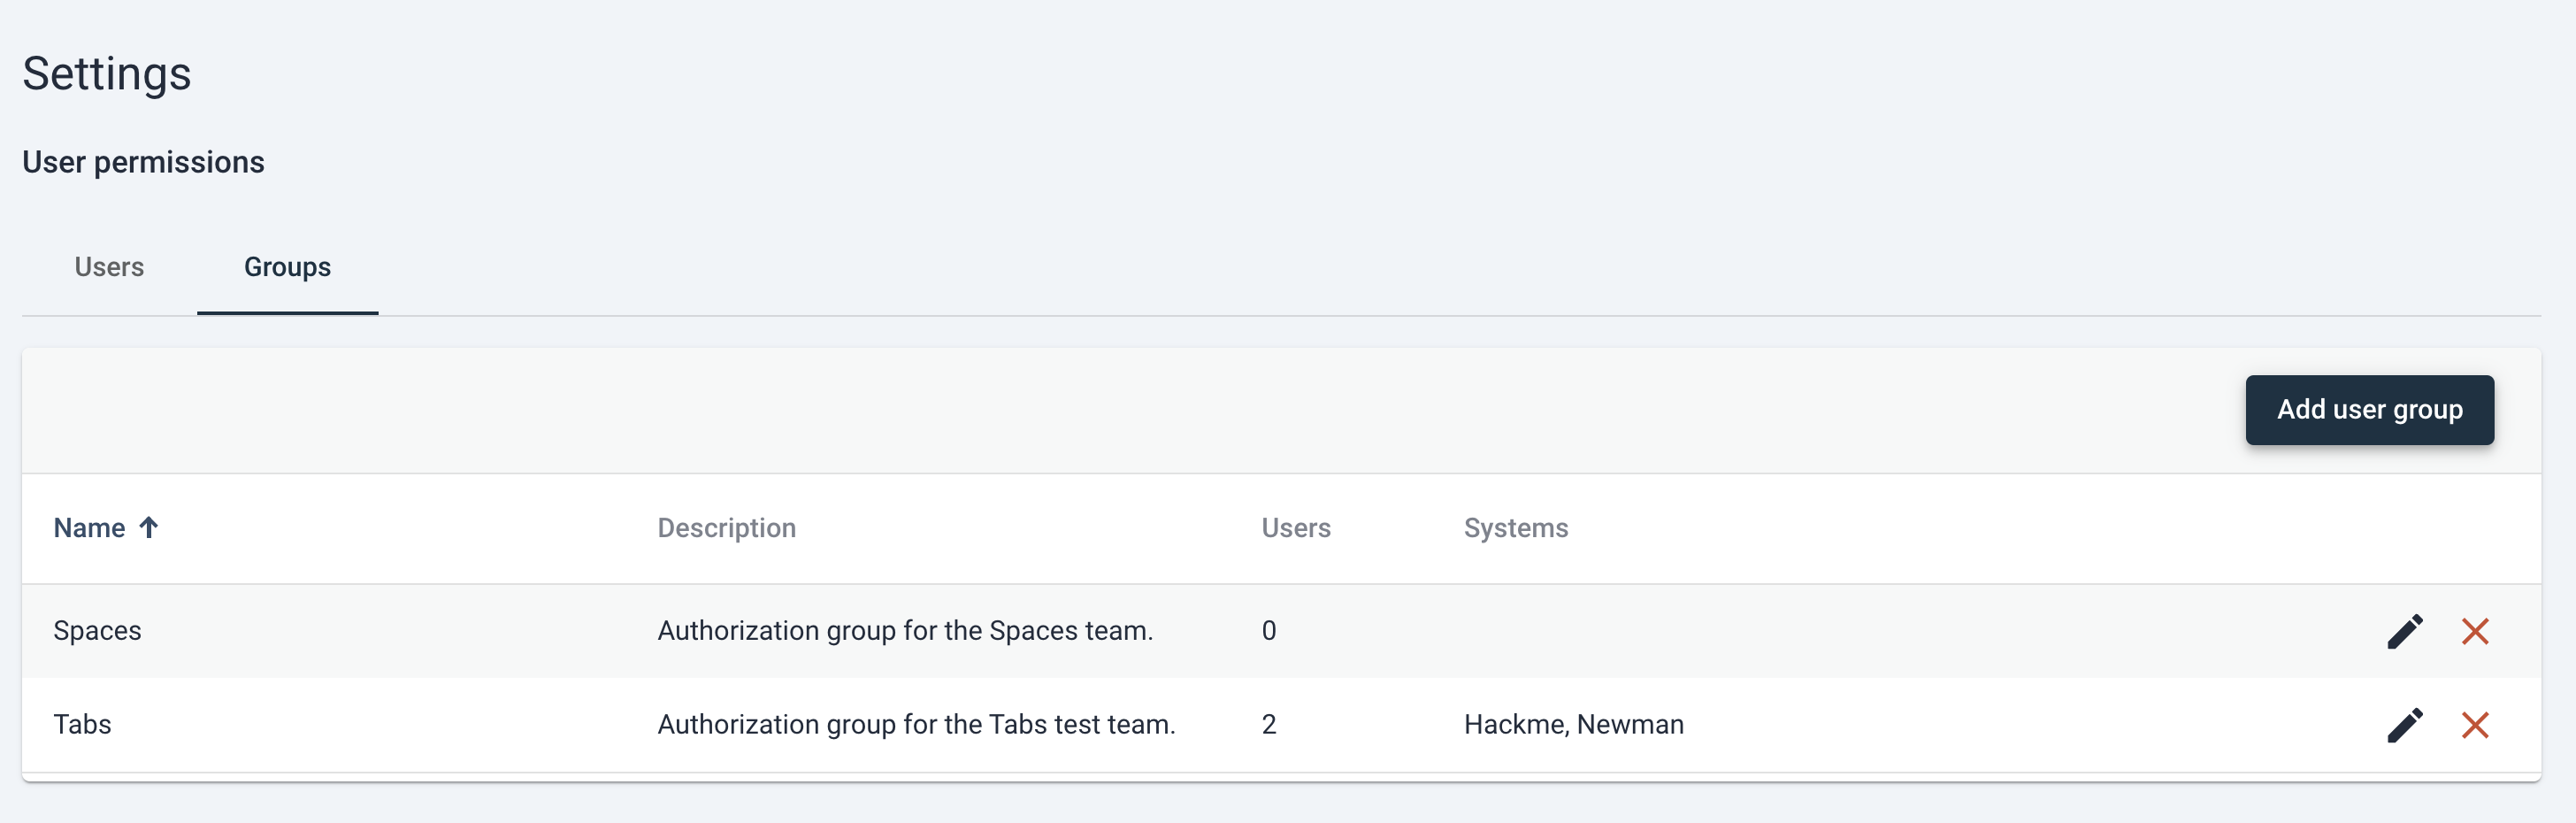 Settings
User permissions
Users Groups
Add user group
Name Description Users Systems
Spaces Authorization group for the Spaces team. 0
Tabs Authorization group for the Tabs test team. 2 Hackme, Newman